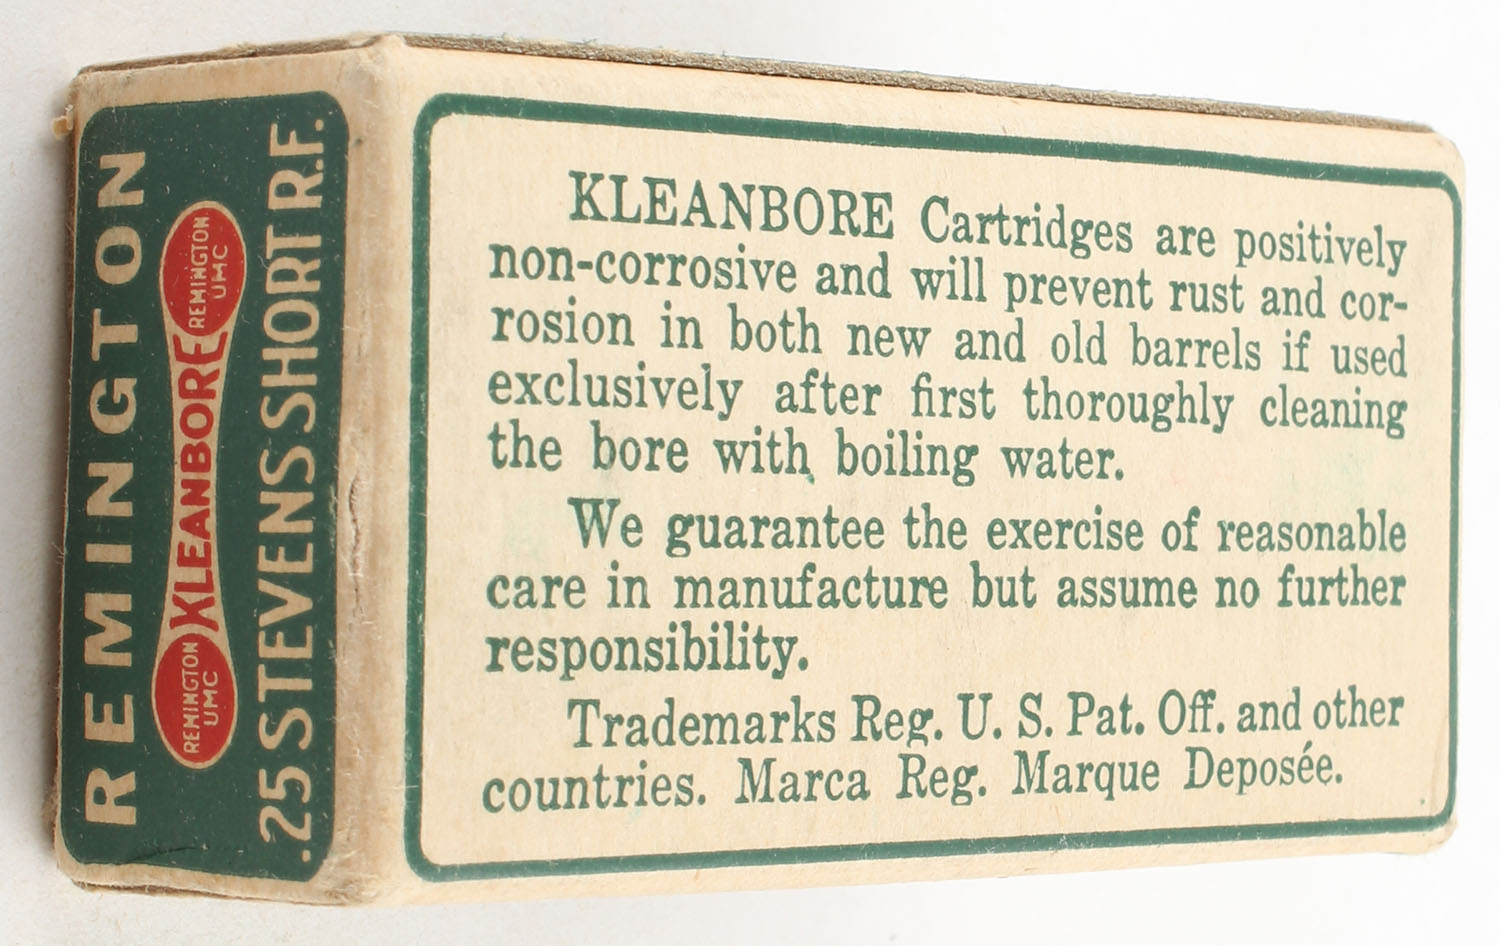 REMINGTON
REMINGTON
UMC
KLEANBORE
REMINGTON
UMC
.25 STEVENS SHORT R.F.
KLEANBORE Cartridges are positively
non-corrosive and will prevent rust and cor-
rosion in both new and old barrels if used
exclusively after first thoroughly cleaning
the bore with boiling water.
We guarantee the exercise of reasonable
care in manufacture but assume no further
responsibility.
Trademarks Reg. U. S. Pat. Off. and other
countries. Marca Reg. Marque Deposée.